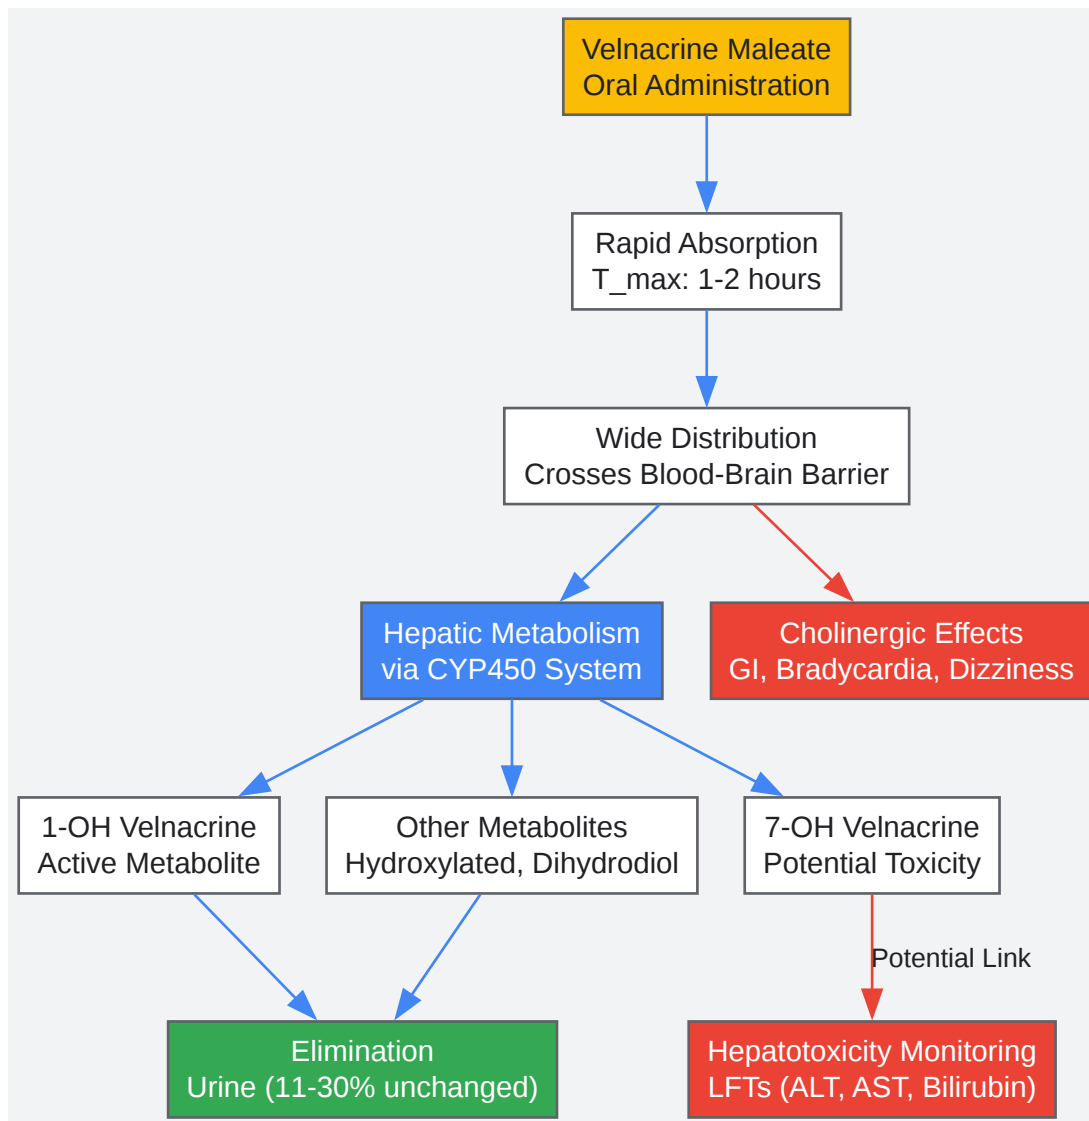 Velnacrine Maleate
Oral Administration
Rapid Absorption
T_max: 1-2 hours
Wide Distribution
Crosses Blood-Brain Barrier
Hepatic Metabolism
via CYP450 System
Cholinergic Effects
GI, Bradycardia, Dizziness
1-OH Velnacrine
Active Metabolite
Other Metabolites
Hydroxylated, Dihydrodiol
7-OH Velnacrine
Potential Toxicity
Potential Link
Elimination
Urine (11-30% unchanged)
Hepatotoxicity Monitoring
LFTs (ALT, AST, Bilirubin)